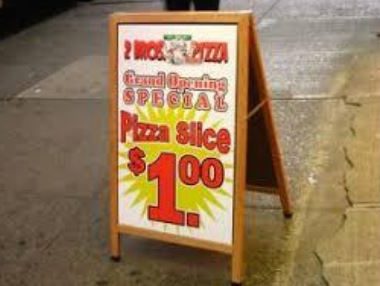 2 BROS. PIZZA
Grand Opening
SPECIAL
Pizza Slice
$1.00